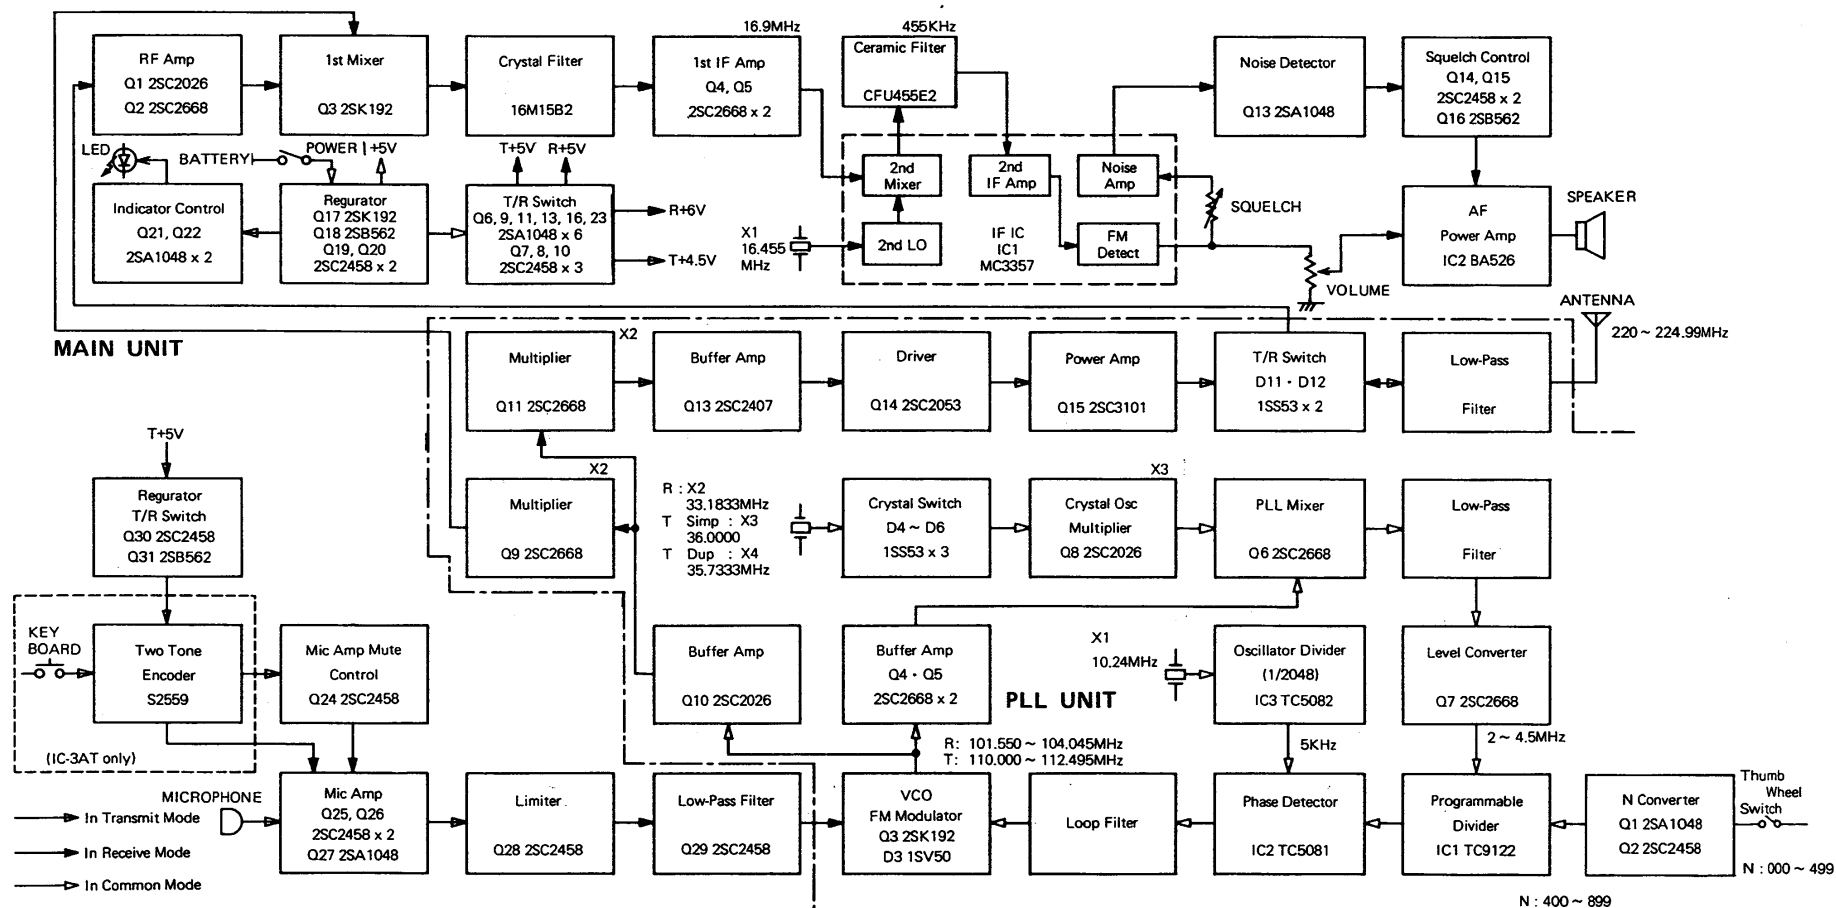 16.9MHz
455KHz
RF Amp
Q1 2SC2026
Q2 2SC2668
1st Mixer
Q3 2SK192
Crystal Filter
16M15B2
1st IF Amp
Q4, Q5
2SC2668 x 2
Ceramic Filter
CFU455E2
Noise Detector
Q13 2SA1048
Squelch Control
Q14, Q15
2SC2458 x 2
Q16 2SB562
LED
BATTERY
POWER
+5V
T+5V
R+5V
Indicator Control
Q21, Q22
2SA1048 x 2
Regurator
Q17 2SK192
Q18 2SB562
Q19, Q20
2SC2458 x 2
T/R Switch
Q6, 9, 11, 13, 16, 23
2SA1048 x 6
Q7, 8, 10
2SC2458 x 3
R+6V
T+4.5V
X1
16.455
MHz
2nd
Mixer
2nd LO
2nd
IF Amp
IF IC
IC1
MC3357
Noise
Amp
FM
Detect
SQUELCH
VOLUME
AF
Power Amp
IC2 BA526
SPEAKER
ANTENNA
220 ~ 224.99MHz
MAIN UNIT
Multiplier
Q11 2SC2668
X2
Buffer Amp
Q13 2SC2407
Driver
Q14 2SC2053
Power Amp
Q15 2SC3101
T/R Switch
D11 · D12
1SS53 x 2
Low-Pass
Filter
T+5V
Regurator
T/R Switch
Q30 2SC2458
Q31 2SB562
X2
Multiplier
Q9 2SC2668
R : X2
33.1833MHz
T Simp : X3
36.0000
T Dup : X4
35.7333MHz
Crystal Switch
D4 ~ D6
1SS53 x 3
X3
Crystal Osc
Multiplier
Q8 2SC2026
PLL Mixer
Q6 2SC2668
Low-Pass
Filter
KEY
BOARD
Two Tone
Encoder
S2559
(IC-3AT only)
Mic Amp Mute
Control
Q24 2SC2458
Buffer Amp
Q10 2SC2026
Buffer Amp
Q4 · Q5
2SC2668 x 2
PLL UNIT
X1
10.24MHz
Oscillator Divider
(1/2048)
IC3 TC5082
Level Converter
Q7 2SC2668
R: 101.550 ~ 104.045MHz
T: 110.000 ~ 112.495MHz
5KHz
2 ~ 4.5MHz
In Transmit Mode
In Receive Mode
In Common Mode
MICROPHONE
Mic Amp
Q25, Q26
2SC2458 x 2
Q27 2SA1048
Limiter
Q28 2SC2458
Low-Pass Filter
Q29 2SC2458
VCO
FM Modulator
Q3 2SK192
D3 1SV50
Loop Filter
Phase Detector
IC2 TC5081
Programmable
Divider
IC1 TC9122
N Converter
Q1 2SA1048
Q2 2SC2458
Thumb
Wheel
Switch
N : 000 ~ 499
N : 400 ~ 899